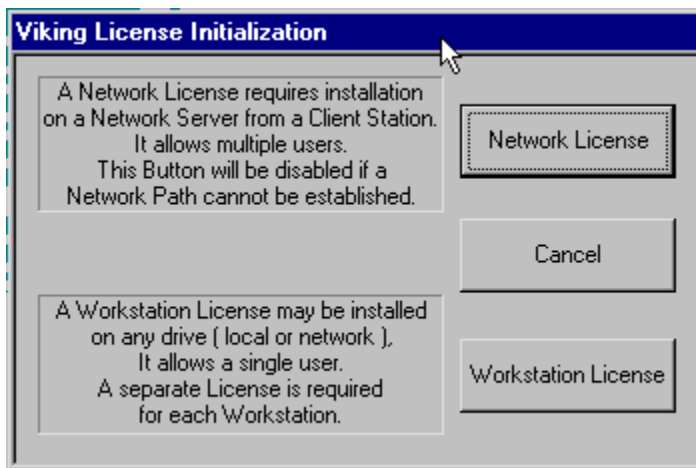 Viking License Initialization
A Network License requires installation
on a Network Server from a Client Station.
It allows multiple users.
This Button will be disabled if a
Network Path cannot be established.
Network License
Cancel
A Workstation License may be installed
on any drive ( local or network ),
It allows a single user.
A separate License is required
for each Workstation.
Workstation License